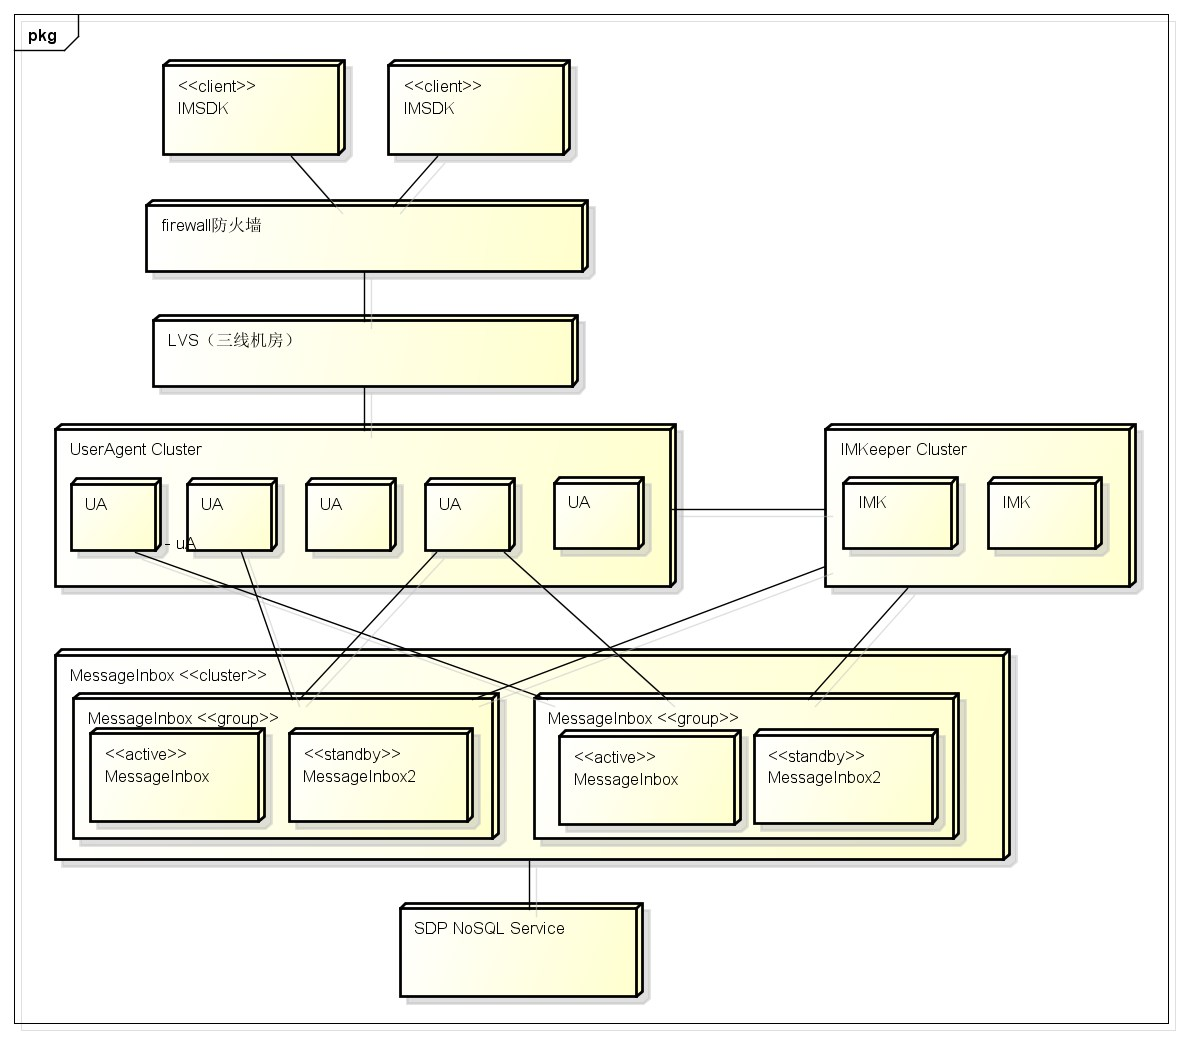 pkg
<<client>>
IMSDK
<<client>>
IMSDK
firewall防火墙
LVS（三线机房）
UserAgent Cluster
UA
UA
UA
UA
UA
- uA
IMKeeper Cluster
IMK
IMK
MessageInbox <<cluster>>
MessageInbox <<group>>
<<active>>
MessageInbox
<<standby>>
MessageInbox2
MessageInbox <<group>>
<<active>>
MessageInbox
<<standby>>
MessageInbox2
SDP NoSQL Service